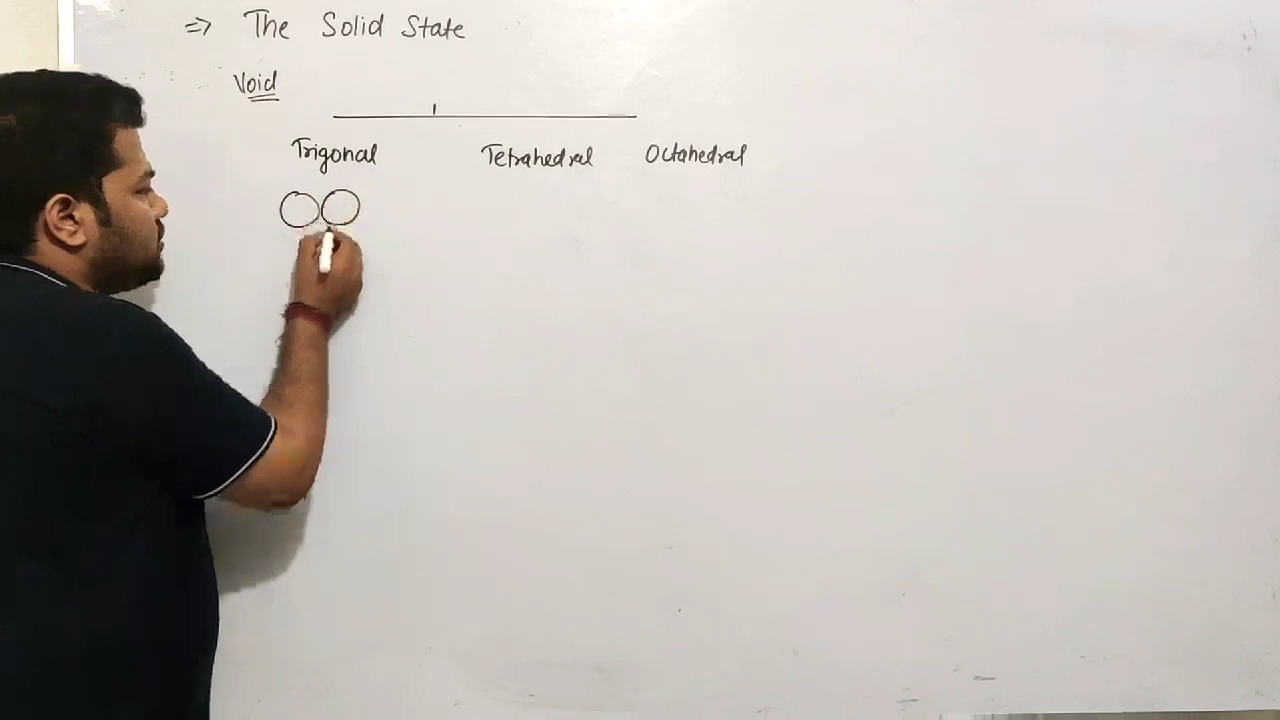 ⇒ The Solid State
Void
Trigonal Tetrahedral Octahedral